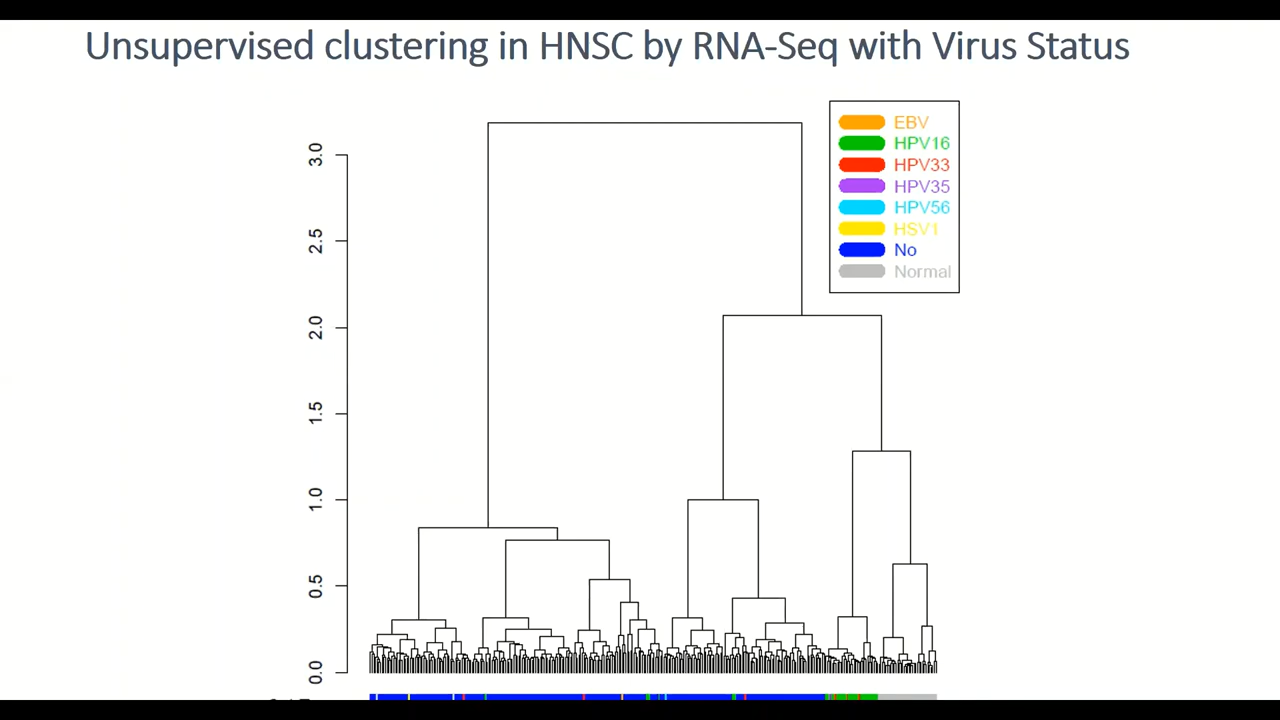 Unsupervised clustering in HNSC by RNA-Seq with Virus Status
EBV
HPV16
HPV33
HPV35
HPV56
HSV1
No
Normal
3.0
2.5
2.0
1.5
1.0
0.5
0.0